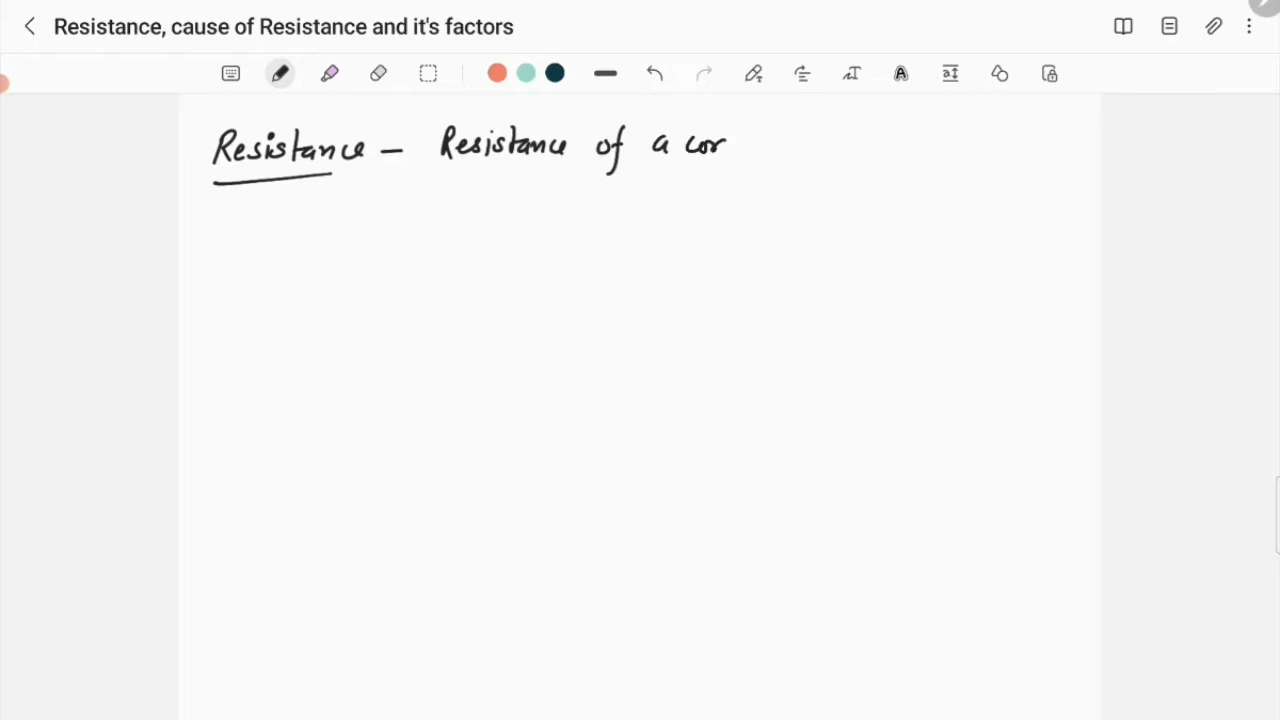 Resistance, cause of Resistance and it's factors
Resistance – Resistance of a cor